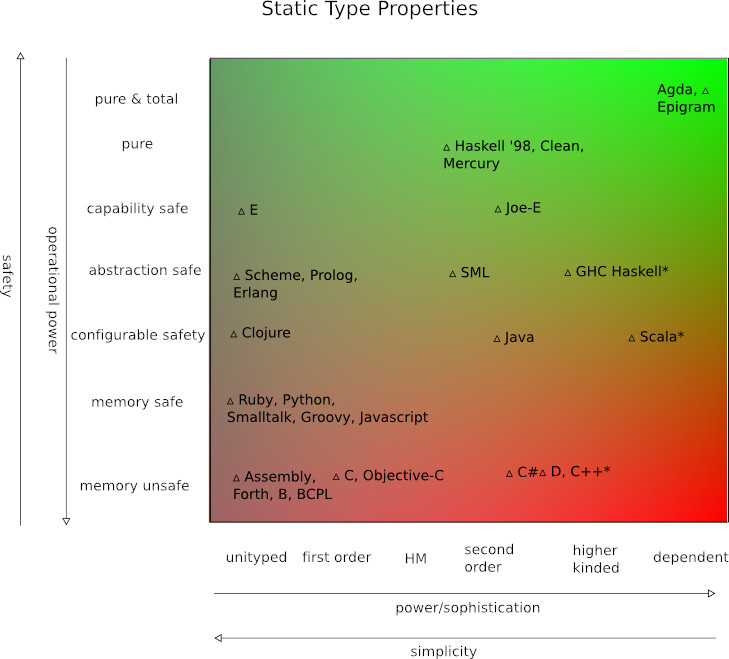 Static Type Properties
pure & total
Agda,
Epigram
pure
Haskell '98, Clean,
Mercury
capability safe
E
Joe-E
abstraction safe
Scheme, Prolog,
Erlang
SML
GHC Haskell*
configurable safety
Clojure
Java
Scala*
memory safe
Ruby, Python,
Smalltalk, Groovy, Javascript
memory unsafe
Assembly,
Forth, B, BCPL
C, Objective-C
C#
D, C++*
safety
operational power
unityped
first order
HM
second
order
higher
kinded
dependent
power/sophistication
simplicity